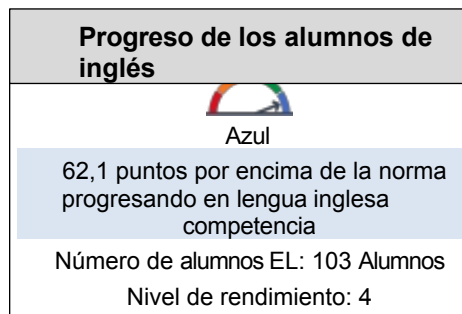 Progreso de los alumnos de
inglés
Azul
62,1 puntos por encima de la norma
progresando en lengua inglesa
competencia
Número de alumnos EL: 103 Alumnos
Nivel de rendimiento: 4